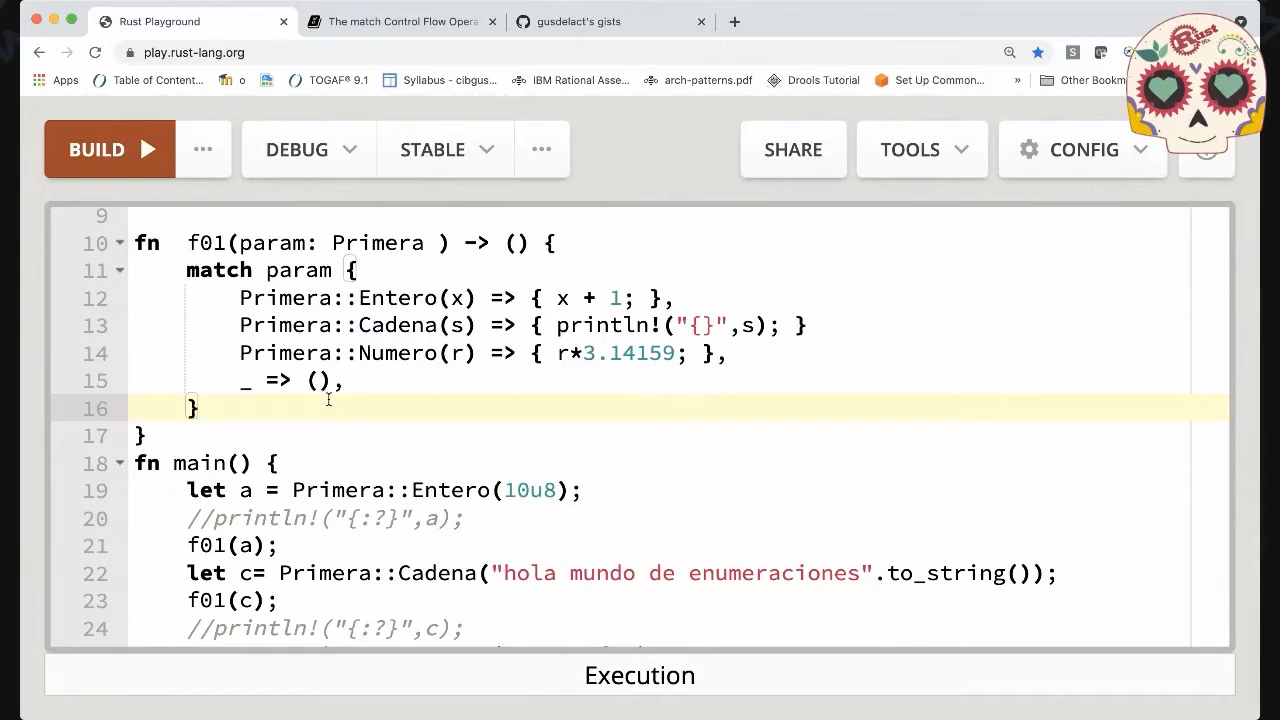 Rust Playground
The match Control Flow Opera
gusdelact's gists
play.rust-lang.org
Apps
Table of Content...
o
TOGAF® 9.1
Syllabus - cibgus...
IBM Rational Asse...
arch-patterns.pdf
Drools Tutorial
Set Up Common...
»
Other Bookm
Rust
BUILD
...
DEBUG
STABLE
...
SHARE
TOOLS
CONFIG
9
10 fn  f01(param: Primera ) -> () {
11     match param {
12         Primera::Entero(x) => { x + 1; },
13         Primera::Cadena(s) => { println!("{}",s); }
14         Primera::Numero(r) => { r*3.14159; },
15         _ => (),
16     }
17 }
18 fn main() {
19     let a = Primera::Entero(10u8);
20     //println!("{:?}",a);
21     f01(a);
22     let c= Primera::Cadena("hola mundo de enumeraciones".to_string());
23     f01(c);
24     //println!("{:?}",c);
Execution